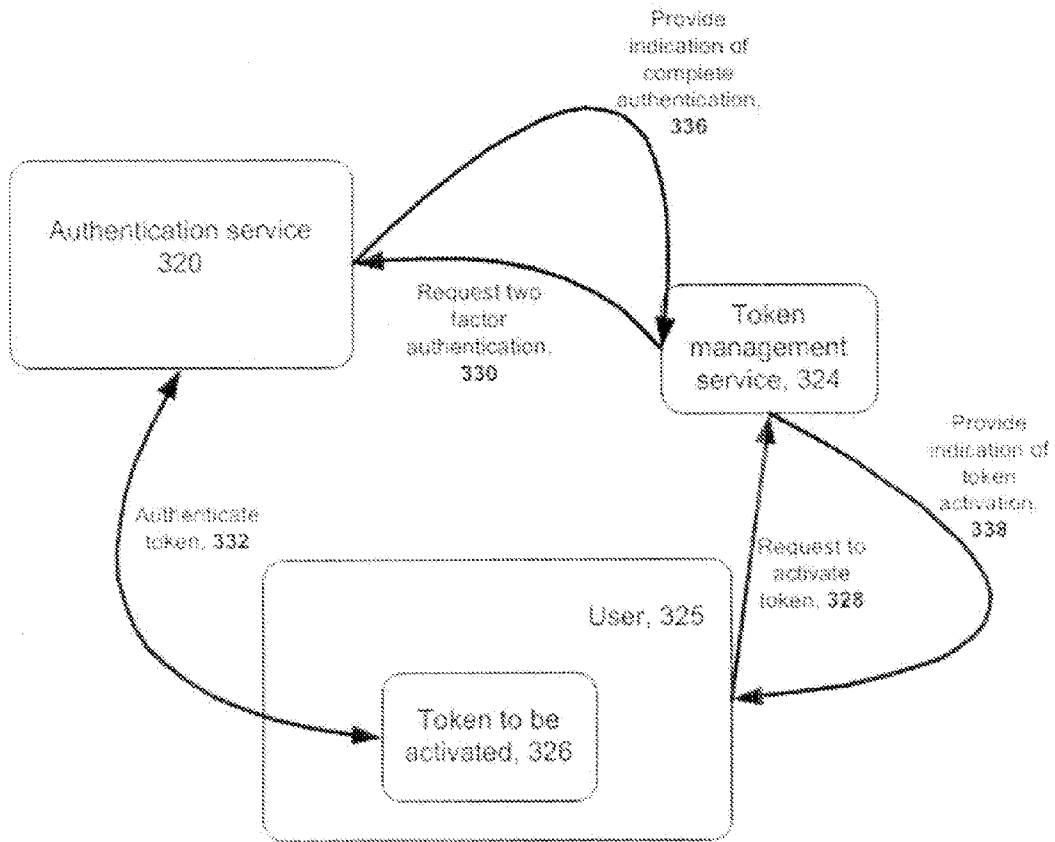 Provide
indication of
complete
authentication,
336
Authentication service
320
Request two
factor
authentication,
330
Token
management
service, 324
Provide
indication of
token
activation,
338
Authenticate
token, 332
Request to
activate
token, 328
User, 325
Token to be
activated, 326